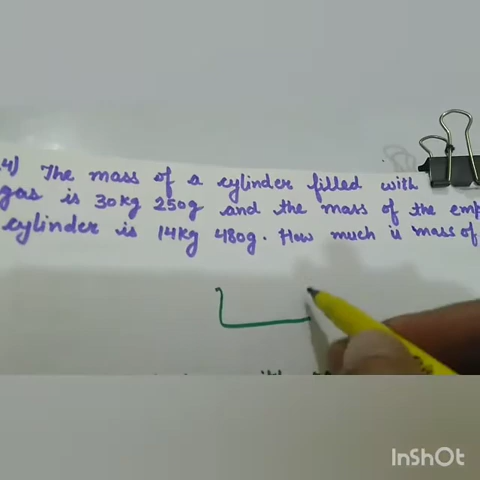 4) The mass of a cylinder filled with
gas is 30kg 250g and the mass of the emp
cylinder is 14kg 480g. How much is mass of
InShOt